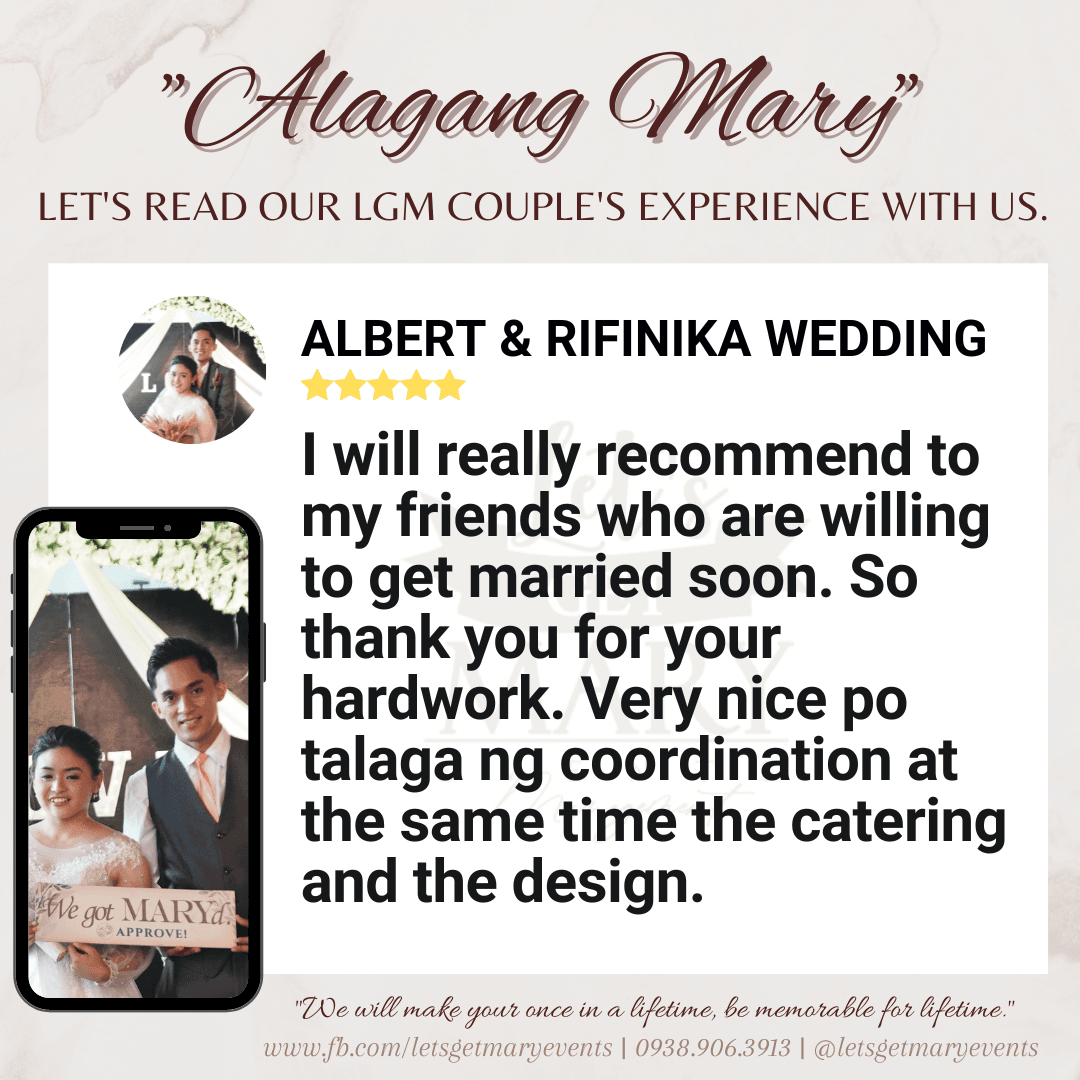 "Alagang Mary"
LET'S READ OUR LGM COUPLE'S EXPERIENCE WITH US.
ALBERT & RIFINIKA WEDDING
I will really recommend to
my friends who are willing
to get married soon. So
thank you for your
hardwork. Very nice po
talaga ng coordination at
the same time the catering
and the design.
Let's
GET
MARY
L
W
We got MARYd.
APPROVE!
"We will make your once in a lifetime, be memorable for lifetime."
www.fb.com/letsgetmaryevents | 0938.906.3913 | @letsgetmaryevents